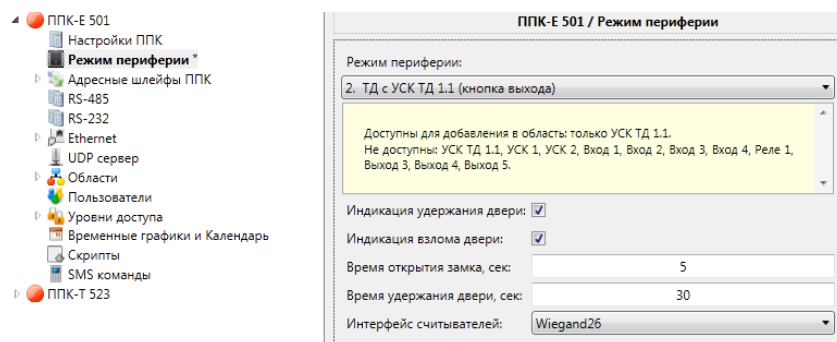 ППК-Е 501
Настройки ППК
Режим периферии *
Адресные шлейфы ППК
RS-485
RS-232
Ethernet
UDP сервер
Области
Пользователи
Уровни доступа
Временные графики и Календарь
Скрипты
SMS команды
ППК-Т 523
ППК-Е 501 / Режим периферии
Режим периферии:
2. ТД с УСК ТД 1.1 (кнопка выхода)
Доступны для добавления в область: только УСК ТД 1.1.
Не доступны: УСК ТД 1.1, УСК 1, УСК 2, Вход 1, Вход 2, Вход 3, Вход 4, Реле 1,
Выход 3, Выход 4, Выход 5.
Индикация удержания двери:
Индикация взлома двери:
Время открытия замка, сек: 5
Время удержания двери, сек: 30
Интерфейс считывателей: Wiegand26